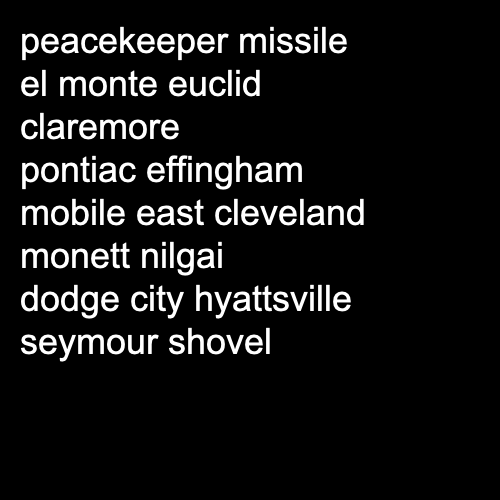 peacekeeper missile
el monte euclid
claremore
pontiac effingham
mobile east cleveland
monett nilgai
dodge city hyattsville
seymour shovel